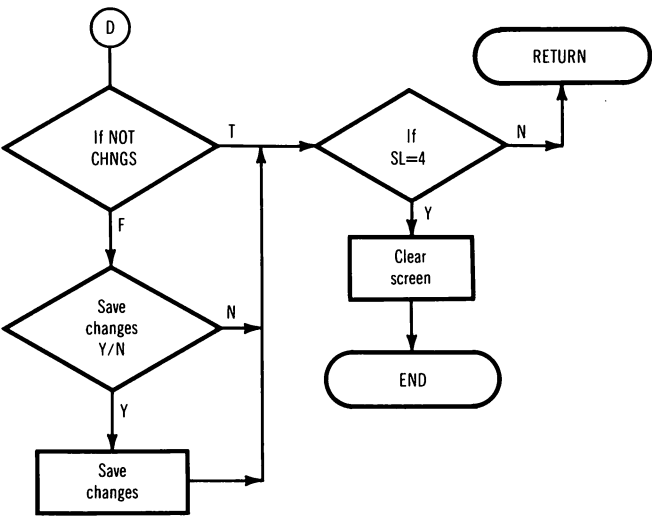 D
If NOT
CHNGS
T
F
Save
changes
Y/N
N
Y
Save
changes
If
SL=4
N
RETURN
Y
Clear
screen
END